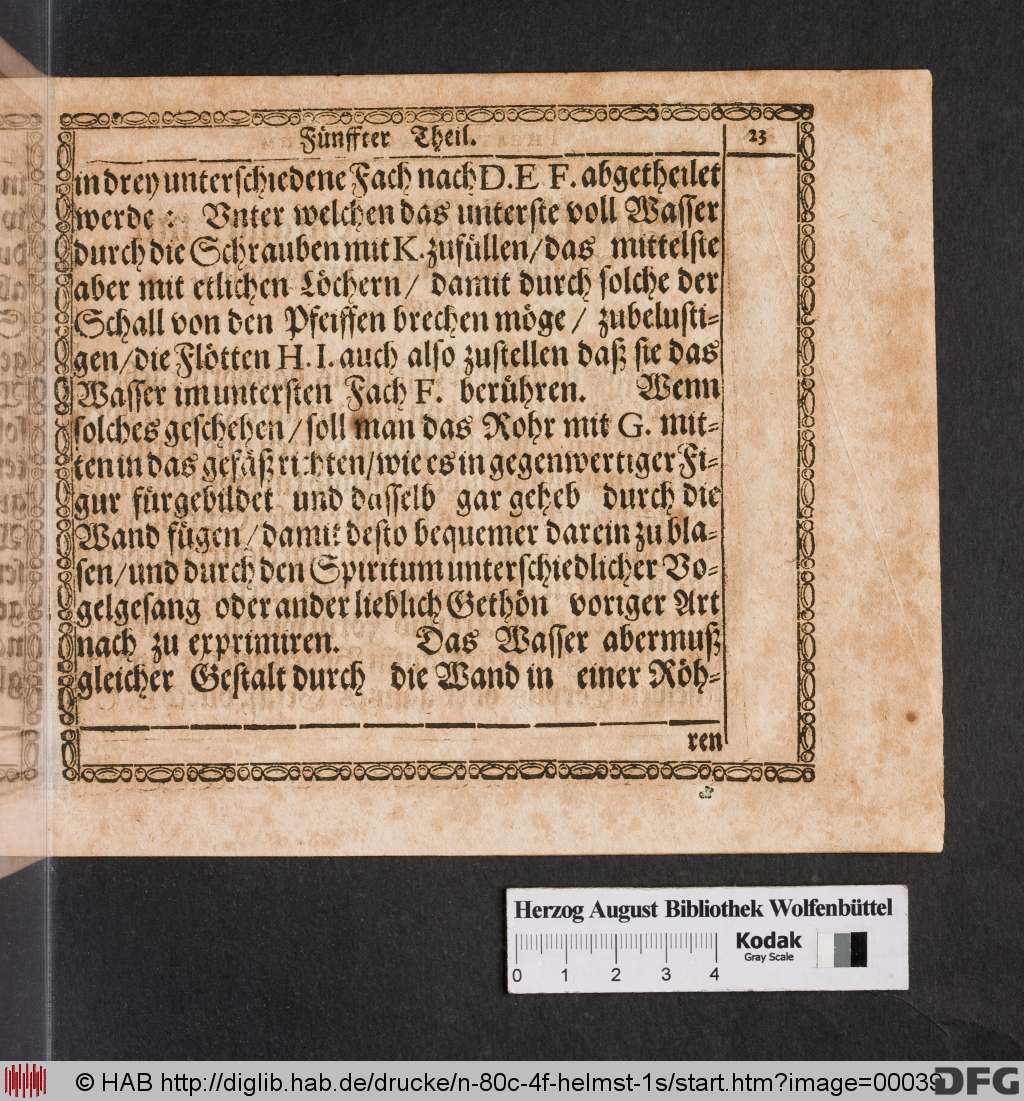 Fünffter Theil.
23
in drey unterschiedene Fach nach D. E F. abgetheilet
werde : Vnter welchen das unterste voll Wasser
durch die Schrauben mit K. zufüllen/das mittelste
aber mit etlichen Löchern/ damit durch solche der
Schall von den Pfeiffen brechen möge/ zubelusti-
gen/die Flötten H. I. auch also zustellen daß sie das
Wasser im untersten Fach F. berühren. Wenn
solches geschehen/soll man das Rohr mit G. mit-
ten in das gefäß richten/wie es in gegenwertiger Fi-
gur fürgebildet und dasselb gar geheb durch die
Wand fügen/damit desto bequemer darein zu bla-
sen/und durch den Spiritum unterschiedlicher Vo-
gelgesang oder ander lieblich Gethön voriger Art
nach zu exprimiren. Das Wasser aber muß
gleicher Gestalt durch die Wand in einer Röh-
ren
Herzog August Bibliothek Wolfenbüttel
0 1 2 3 4
Kodak
Gray Scale
© HAB http://diglib.hab.de/drucke/n-80c-4f-helmst-1s/start.htm?image=00039
DFG